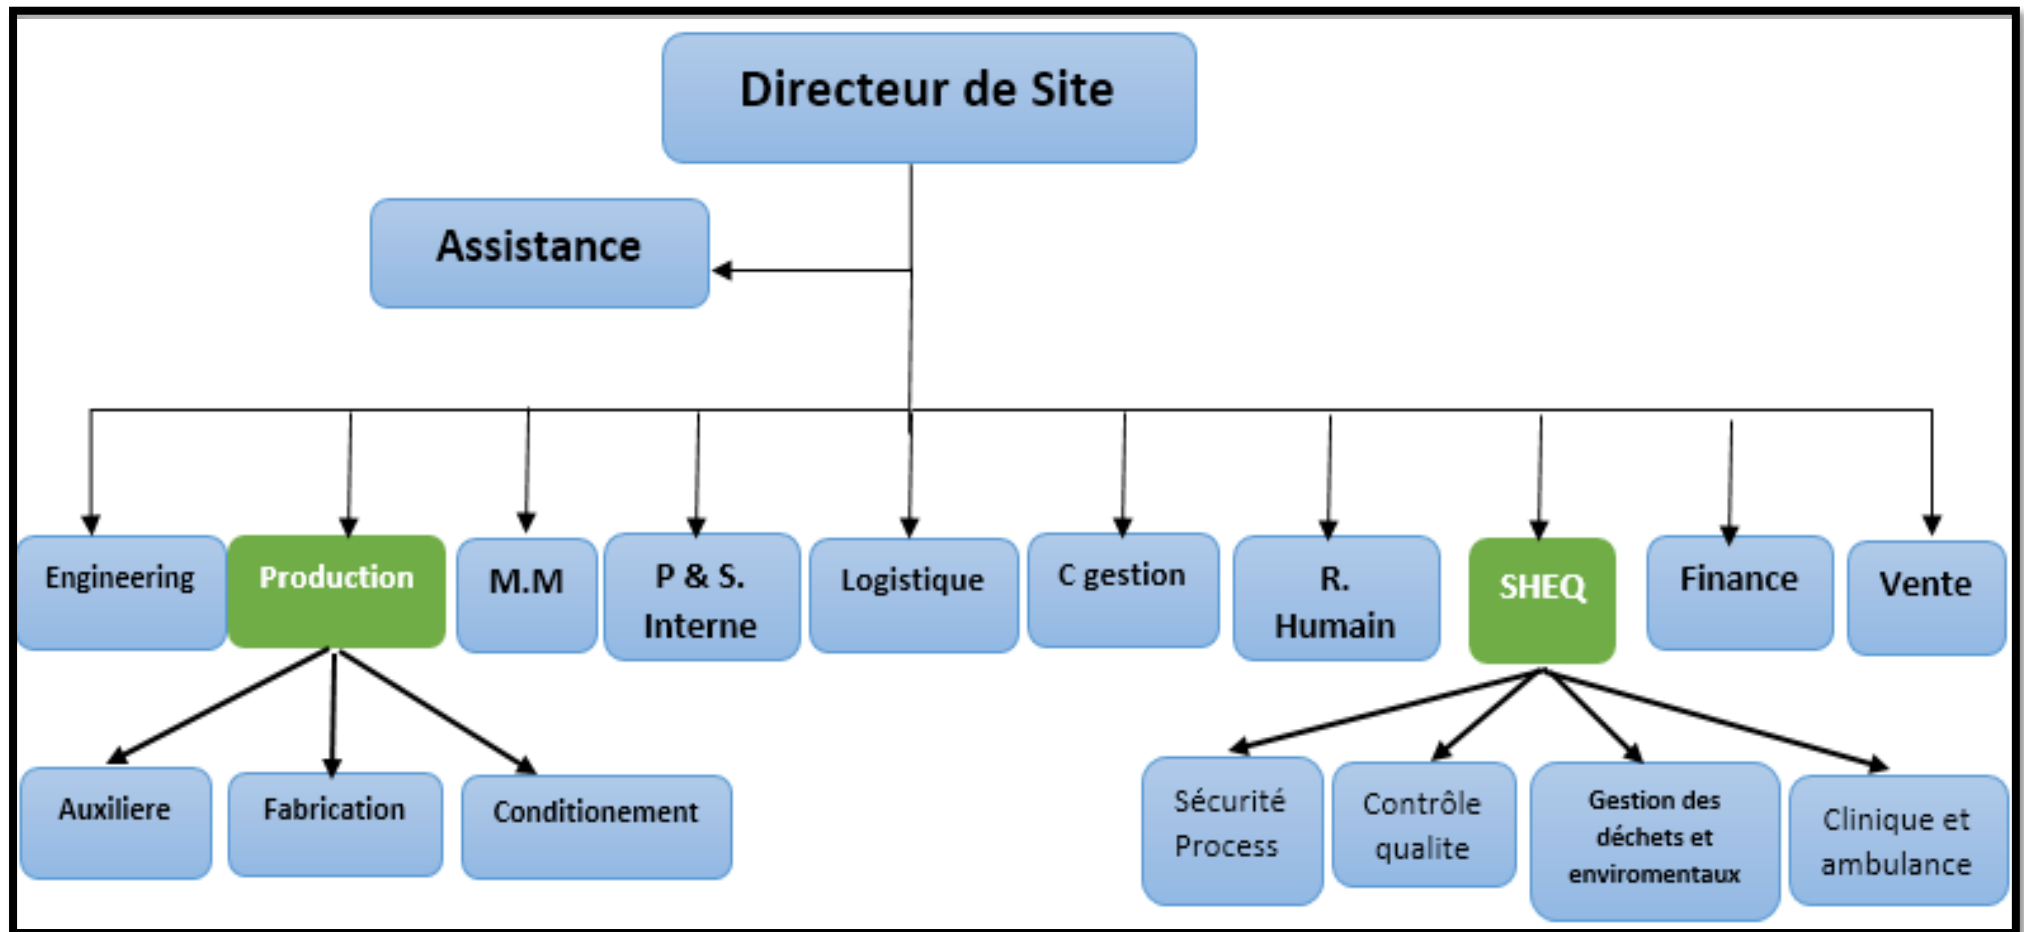 Directeur de Site
Assistance
Engineering
Production
M.M
P & S.
Interne
Logistique
C gestion
R.
Humain
SHEQ
Finance
Vente
Auxiliere
Fabrication
Conditionement
Sécurité
Process
Contrôle
qualite
Gestion des
déchets et
enviromentaux
Clinique et
ambulance